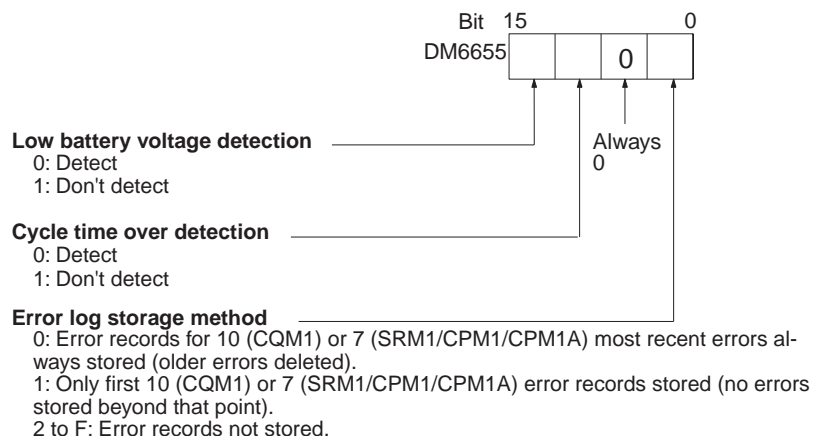 Bit 15 0
DM6655
0
Low battery voltage detection
0: Detect
1: Don't detect
Always
0
Cycle time over detection
0: Detect
1: Don't detect
Error log storage method
0: Error records for 10 (CQM1) or 7 (SRM1/CPM1/CPM1A) most recent errors al-
ways stored (older errors deleted).
1: Only first 10 (CQM1) or 7 (SRM1/CPM1/CPM1A) error records stored (no errors
stored beyond that point).
2 to F: Error records not stored.